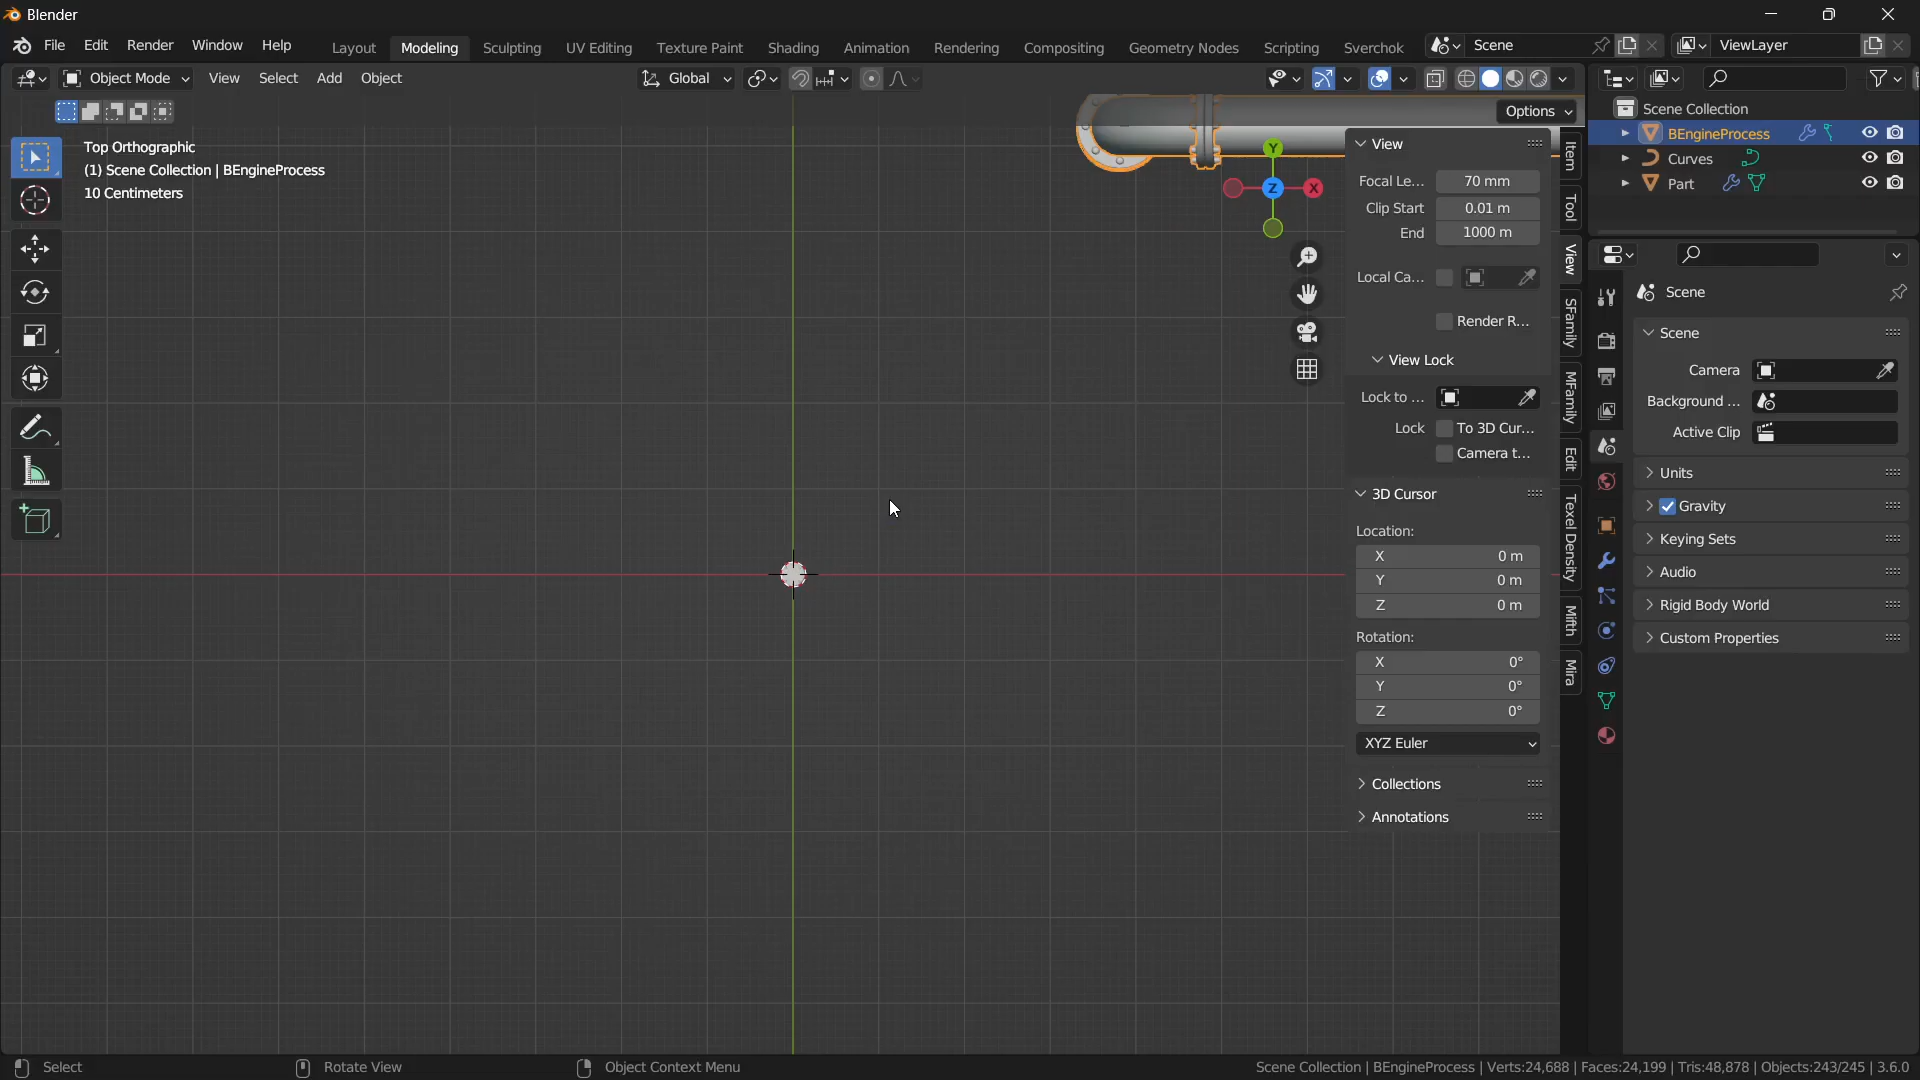 Blender
File Edit Render Window Help Layout Modeling Sculpting UV Editing Texture Paint Shading Animation Rendering Compositing Geometry Nodes Scripting Sverchok Scene ViewLayer
Object Mode View Select Add Object Global
Options
Top Orthographic
(1) Scene Collection | BEngineProcess
10 Centimeters
Y
X
Z
View
Focal Le... 70 mm
Clip Start 0.01 m
End 1000 m
Local Ca...
Render R...
View Lock
Lock to ...
Lock To 3D Cur...
Camera t...
3D Cursor
Location:
X 0 m
Y 0 m
Z 0 m
Rotation:
X 0°
Y 0°
Z 0°
XYZ Euler
Collections
Annotations
Item
Tool
View
SFamily
MFamily
Edit
Texel Density
Mifth
Mira
Scene Collection
BEngineProcess
Curves
Part
Scene
Scene
Camera
Background ...
Active Clip
Units
Gravity
Keying Sets
Audio
Rigid Body World
Custom Properties
Select Rotate View Object Context Menu Scene Collection | BEngineProcess | Verts:24,688 | Faces:24,199 | Tris:48,878 | Objects:243/245 | 3.6.0